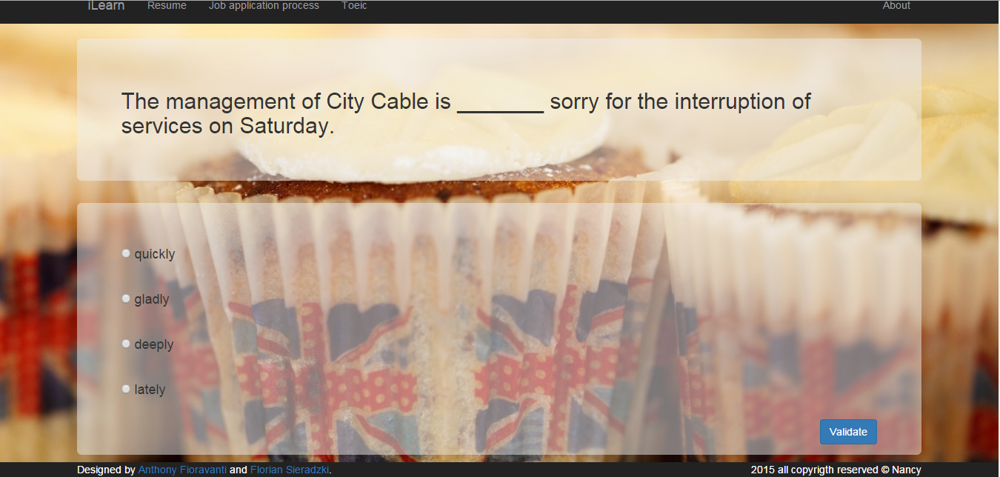 iLearn Resume Job application process Toeic About
The management of City Cable is _______ sorry for the interruption of
services on Saturday.
quickly
gladly
deeply
lately
Validate
Designed by Anthony Fioravanti and Florian Sieradzki. 2015 all copyrigth reserved © Nancy